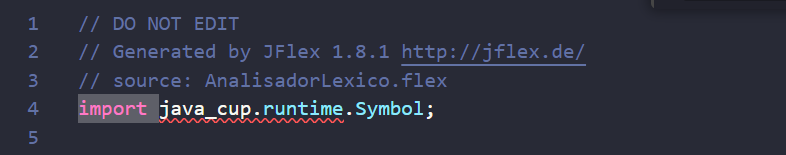 1 // DO NOT EDIT
2 // Generated by JFlex 1.8.1 http://jflex.de/
3 // source: AnalisadorLexico.flex
4 import java_cup.runtime.Symbol;
5